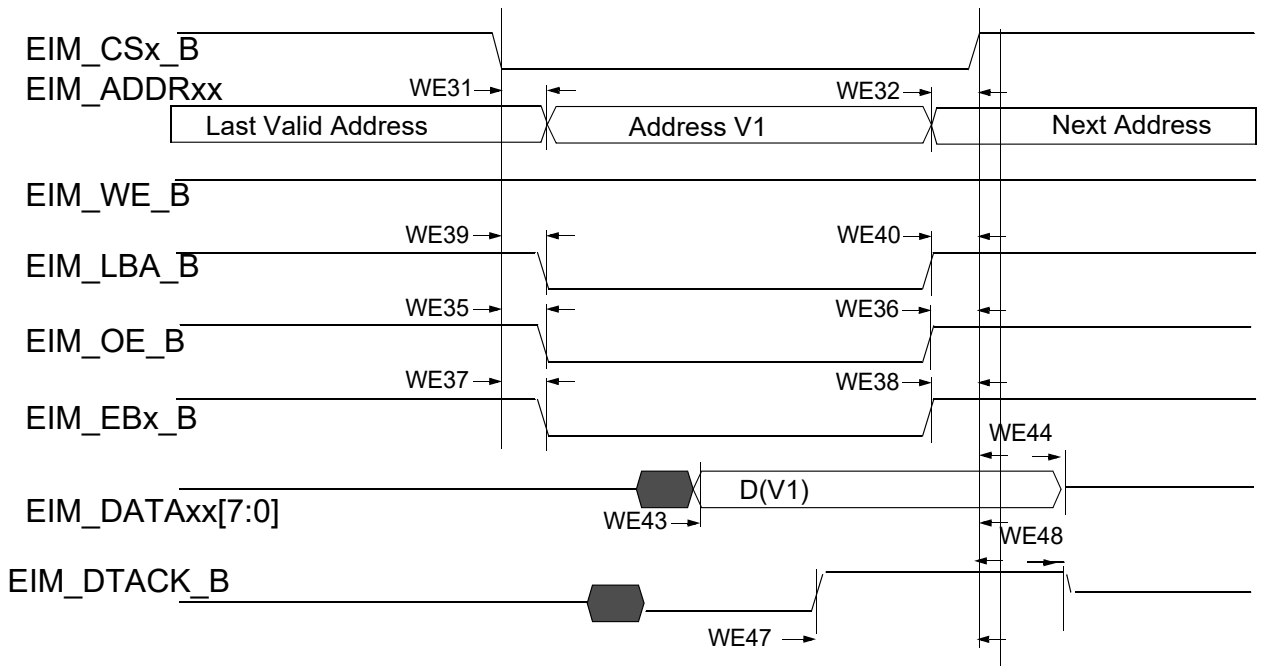 EIM_CSx_B
EIM_ADDRxx
WE31
WE32
Last Valid Address
Address V1
Next Address
EIM_WE_B
WE39
WE40
EIM_LBA_B
WE35
WE36
EIM_OE_B
WE37
WE38
EIM_EBx_B
WE44
D(V1)
EIM_DATAxx[7:0]
WE43
WE48
EIM_DTACK_B
WE47